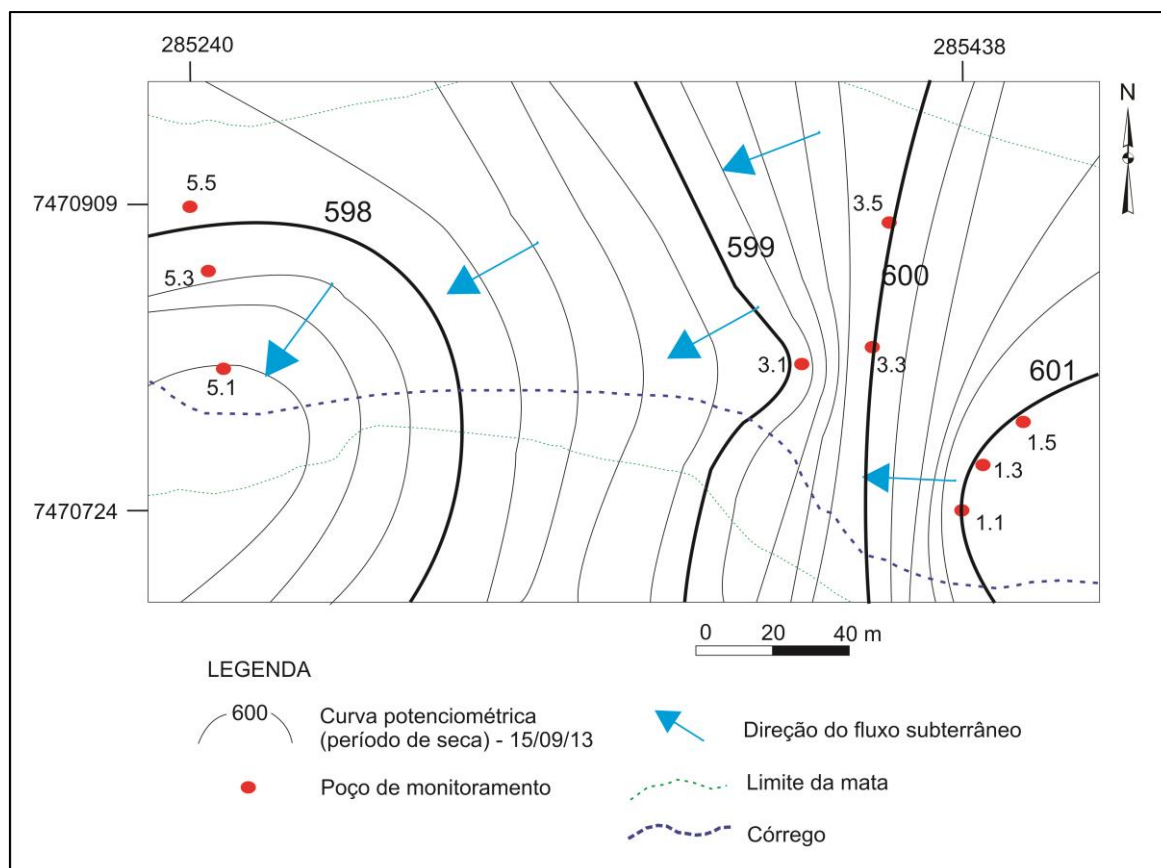 285240
285438
N
5.5
7470909
598
3.5
599
5.3
600
5.1
3.1
3.3
601
1.5
1.3
7470724
1.1
0 20 40 m
LEGENDA
600
Curva potenciométrica
(período de seca) - 15/09/13
Direção do fluxo subterrâneo
Poço de monitoramento
Limite da mata
Córrego